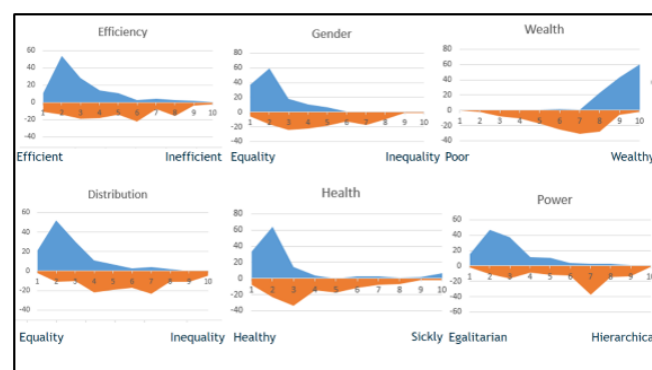 Efficiency
60
40
20
0
-20
-40
1 2 3 4 5 6 7 8 9 10
Efficient Inefficient
Gender
80
60
40
20
0
-20
-40
1 2 3 4 5 6 7 8 9 10
Equality Inequality
Wealth
80
60
40
20
0
-20
-40
1 2 3 4 5 6 7 8 9 10
Poor Wealthy
Distribution
60
40
20
0
-20
-40
1 2 3 4 5 6 7 8 9 10
Equality Inequality
Health
80
60
40
20
0
-20
-40
1 2 3 4 5 6 7 8 9 10
Healthy Sickly
Power
60
40
20
0
-20
-40
-60
1 2 3 4 5 6 7 8 9 10
Egalitarian Hierarchica